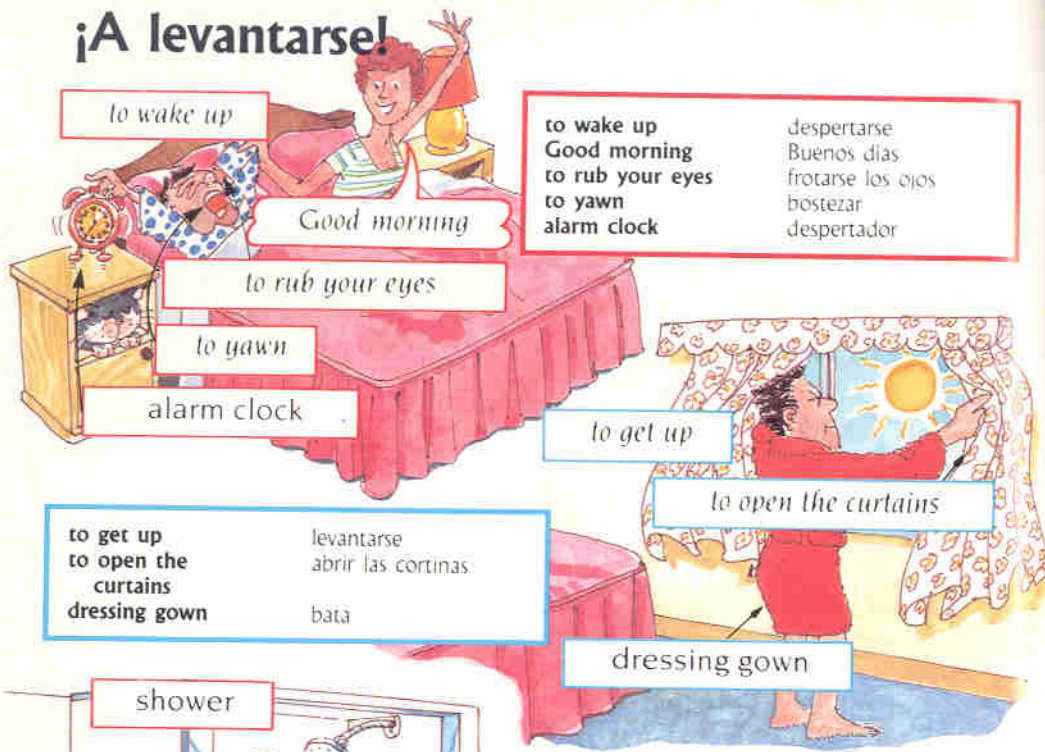 ¡A levantarse!
to wake up
Good morning
to rub your eyes
to yawn
alarm clock
to wake up despertarse
Good morning Buenos días
to rub your eyes frotarse los ojos
to yawn bostezar
alarm clock despertador
to get up
to open the curtains
dressing gown
to get up levantarse
to open the abrir las cortinas
curtains
dressing gown bata
shower